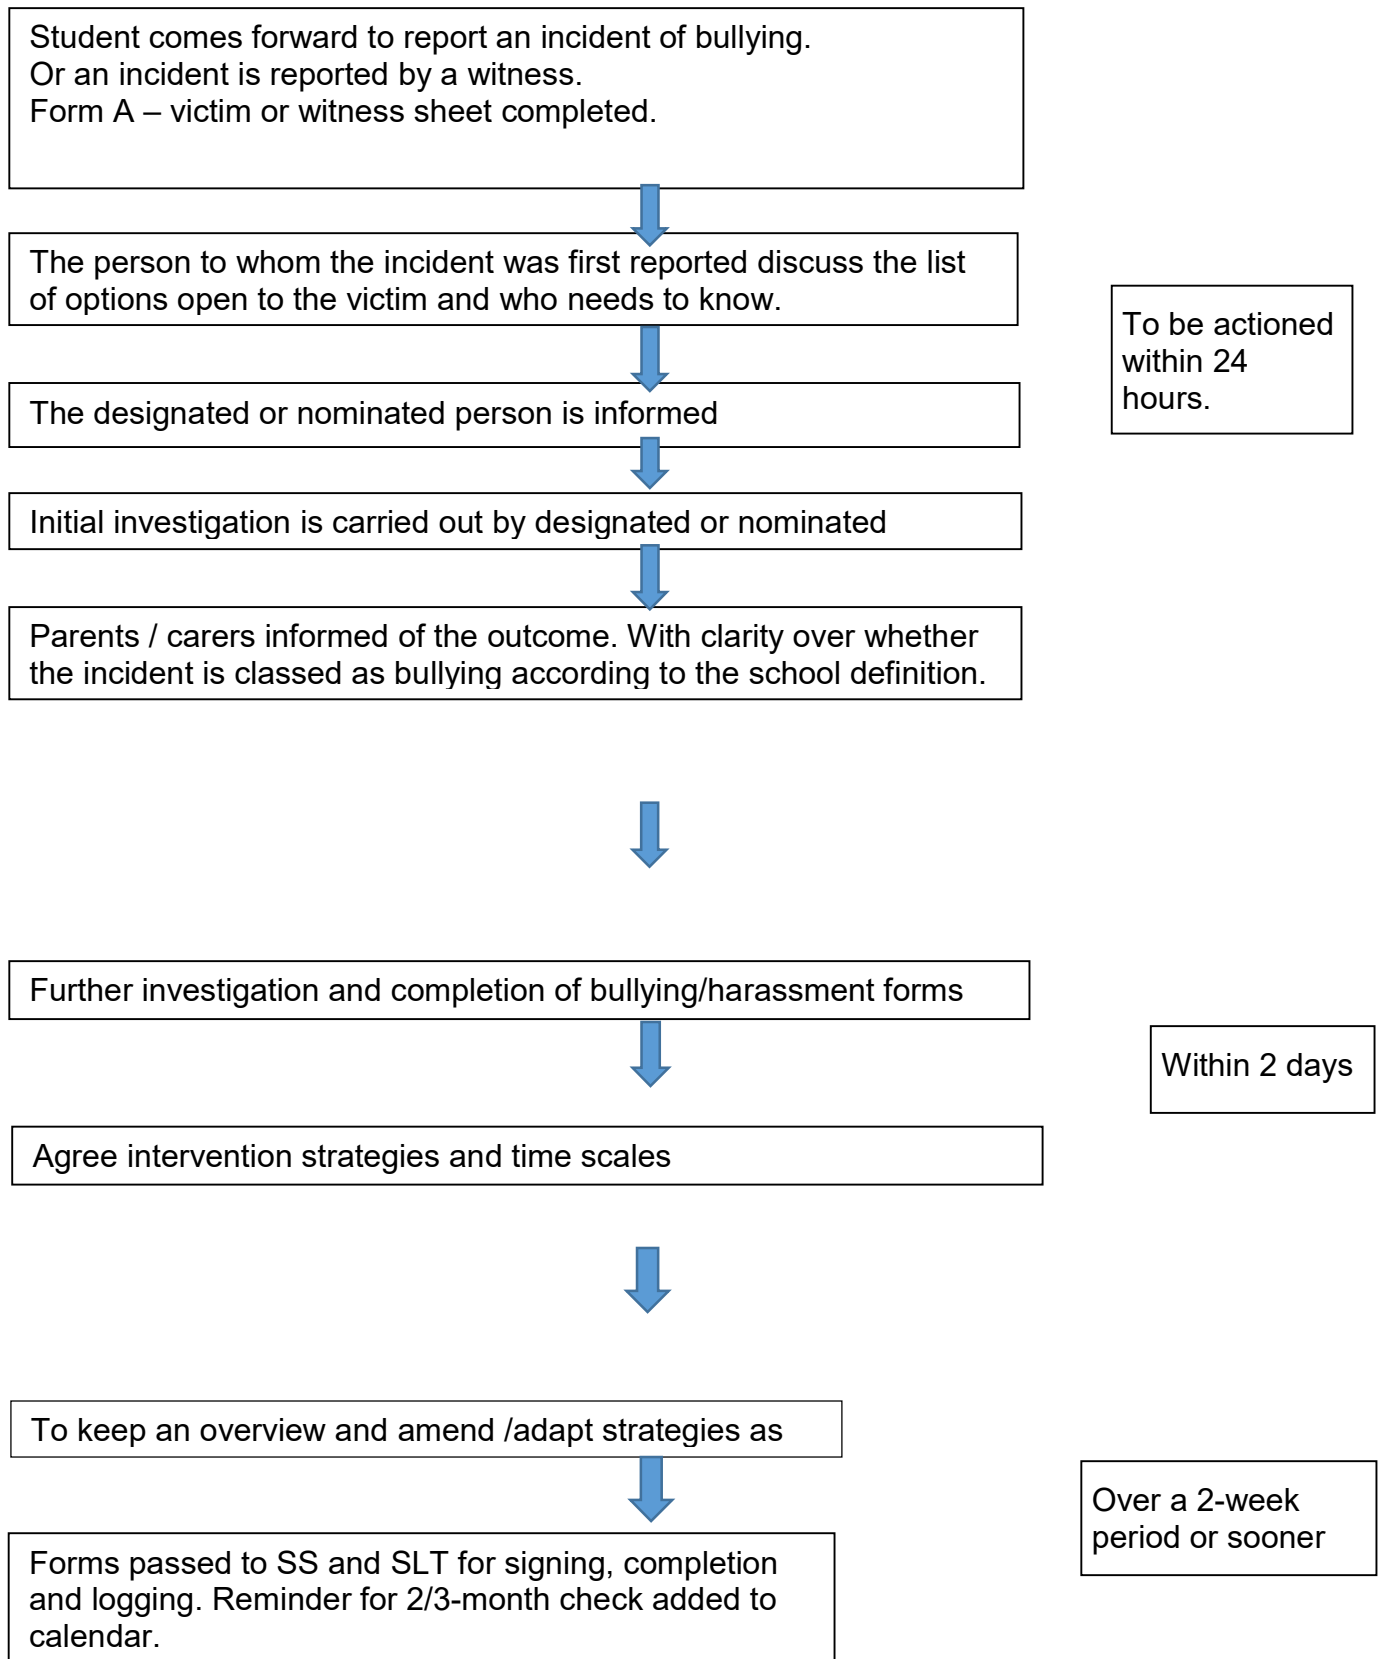 Student comes forward to report an incident of bullying.
Or an incident is reported by a witness.
Form A – victim or witness sheet completed.
The person to whom the incident was first reported discuss the list
of options open to the victim and who needs to know.
To be actioned
within 24
hours.
The designated or nominated person is informed
Initial investigation is carried out by designated or nominated
Parents / carers informed of the outcome. With clarity over whether
the incident is classed as bullying according to the school definition.
Further investigation and completion of bullying/harassment forms
Within 2 days
Agree intervention strategies and time scales
To keep an overview and amend /adapt strategies as
Over a 2-week
period or sooner
Forms passed to SS and SLT for signing, completion
and logging. Reminder for 2/3-month check added to
calendar.